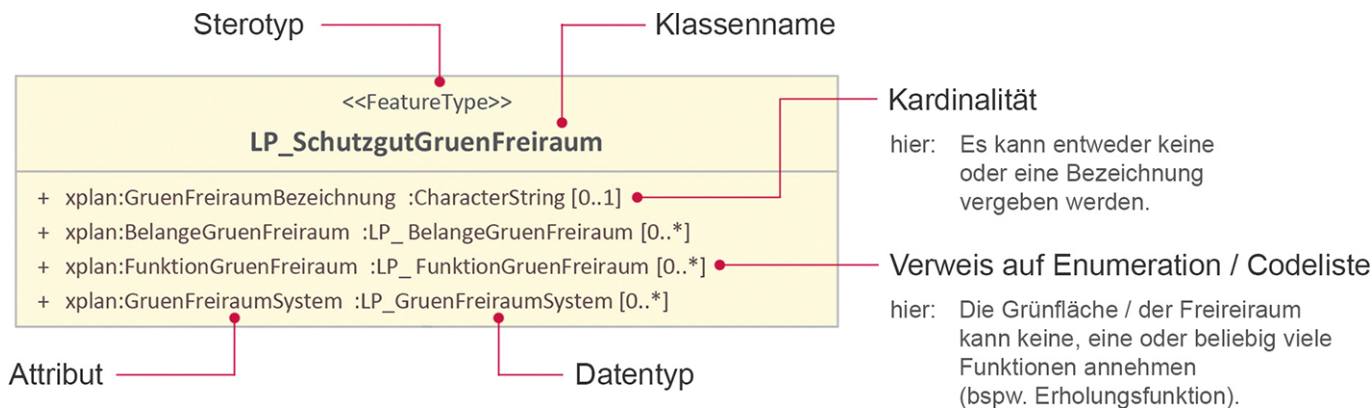 Sterotyp
Klassenname
<<FeatureType>>
LP_SchutzgutGruenFreiraum
+ xplan:GruenFreiraumBezeichnung :CharacterString [0..1]
+ xplan:BelangeGruenFreiraum :LP_ BelangeGruenFreiraum [0..*]
+ xplan:FunktionGruenFreiraum :LP_ FunktionGruenFreiraum [0..*]
+ xplan:GruenFreiraumSystem :LP_GruenFreiraumSystem [0..*]
Kardinalität
hier: Es kann entweder keine
oder eine Bezeichnung
vergeben werden.
Verweis auf Enumeration / Codeliste
hier: Die Grünfläche / der Freireiraum
kann keine, eine oder beliebig viele
Funktionen annehmen
(bspw. Erholungsfunktion).
Attribut
Datentyp